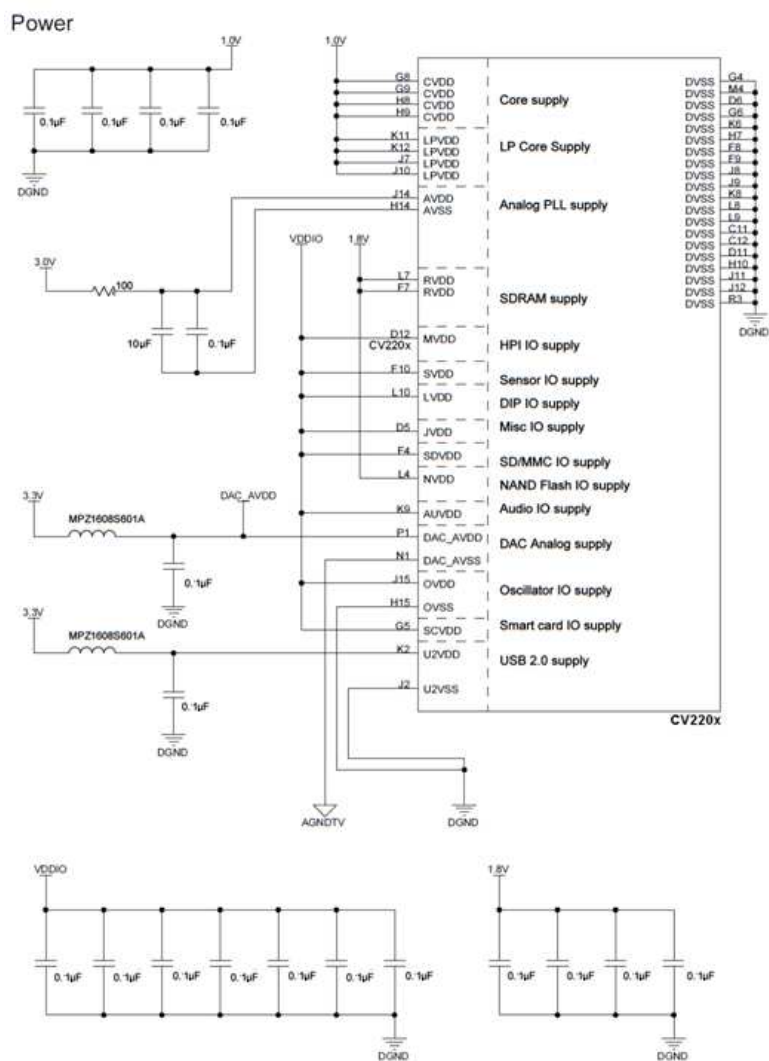 Power
1.0V
0.1µF 0.1µF 0.1µF 0.1µF
DGND
1.0V
G8 CVDD
G9 CVDD
H8 CVDD
H9 CVDD
Core supply
K11 LPVDD
K12 LPVDD
J7 LPVDD
J10 LPVDD
LP Core Supply
J14 AVDD
H14 AVSS
Analog PLL supply
3.0V
100
10µF 0.1µF
VDDIO
1.8V
L7 RVDD
F7 RVDD
SDRAM supply
D12 MVDD
CV220x
HPI IO supply
F10 SVDD
Sensor IO supply
L10 LVDD
DIP IO supply
D5 JVDD
Misc IO supply
F4 SDVDD
SD/MMC IO supply
L4 NVDD
NAND Flash IO supply
K9 AUVDD
Audio IO supply
P1 DAC_AVDD
N1 DAC_AVSS
DAC Analog supply
J15 OVDD
H15 OVSS
Oscillator IO supply
G5 SCVDD
Smart card IO supply
K2 U2VDD
USB 2.0 supply
J2 U2VSS
DVSS G4
DVSS M4
DVSS D6
DVSS G6
DVSS K6
DVSS H7
DVSS F8
DVSS F9
DVSS J8
DVSS J9
DVSS K8
DVSS L8
DVSS L9
DVSS C11
DVSS C12
DVSS D11
DVSS H10
DVSS J11
DVSS J12
DVSS R3
DGND
CV220x
3.3V
MPZ1608S601A
DAC_AVDD
0.1µF
DGND
3.3V
MPZ1608S601A
0.1µF
DGND
AGNDTV
DGND
VDDIO
0.1µF 0.1µF 0.1µF 0.1µF 0.1µF 0.1µF 0.1µF
DGND
1.8V
0.1µF 0.1µF 0.1µF 0.1µF
DGND